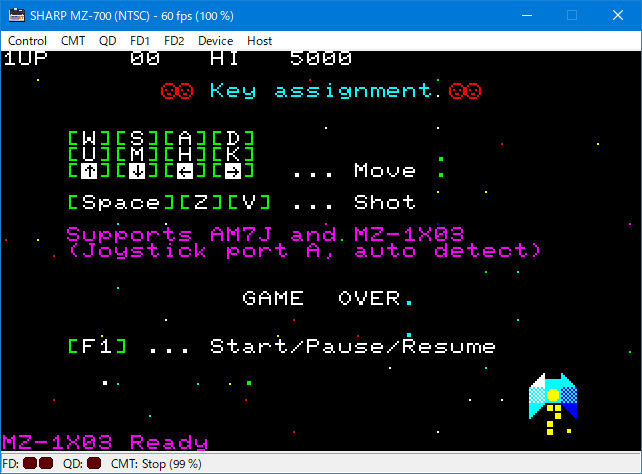 SHARP MZ-700 (NTSC) - 60 fps (100 %)
Control CMT QD FD1 FD2 Device Host
1UP 00 HI 5000
Key assignment
[W][S][A][D]
[U][M][H][K]
[↑][↓][←][→] ... Move
[Space][Z][V] ... Shot
Supports AM7J and MZ-1X03
(Joystick port A, auto detect)
GAME OVER
[F1] ... Start/Pause/Resume
MZ-1X03 Ready
FD: QD: CMT: Stop (99 %)